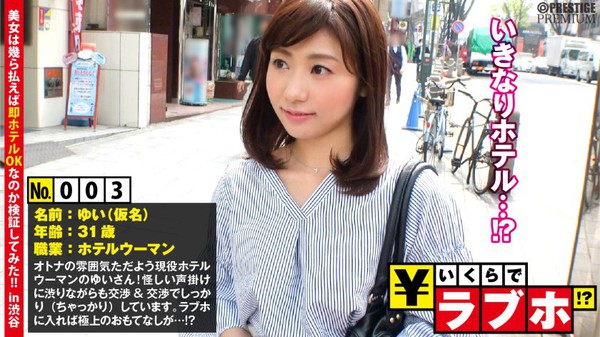 美女は幾ら払えば即ホテルOKなのか検証してみた!! in 渋谷
PRESTIGE
PREMIUM
いきなりホテル…!?
No.003
名前：ゆい（仮名）
年齢：31歳
職業：ホテルウーマン
オトナの雰囲気ただよう現役ホテル
ウーマンのゆいさん！怪しい声掛け
に渋りながらも交渉＆交渉でしっか
り（ちゃっかり）しています。ラブホ
に入れば極上のおもてなしが…!?
¥いくらで
ラブホ!?